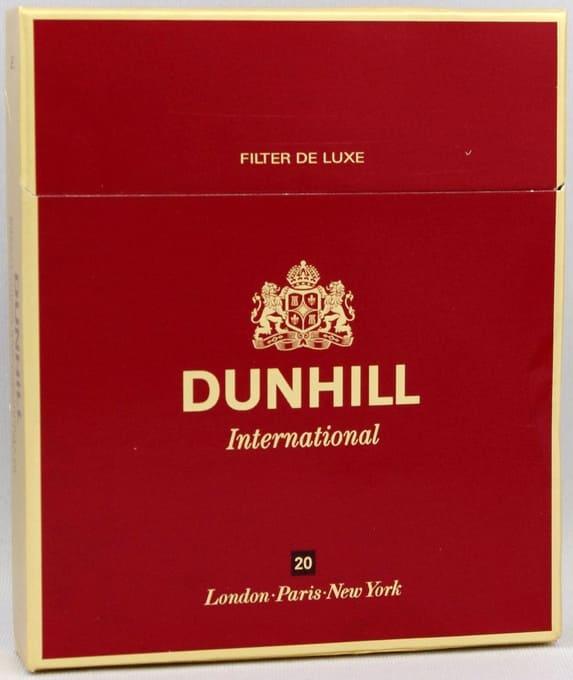 FILTER DE LUXE
DUNHILL
International
20
London·Paris·New York